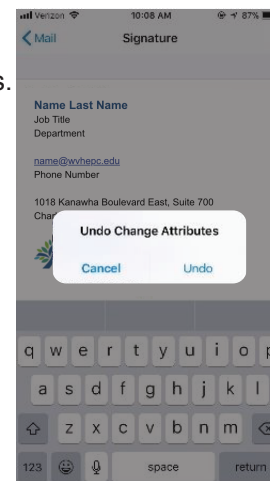 Verizon 10:08 AM 87%
Mail Signature
s.
Name Last Name
Job Title
Department
name@wvhepc.edu
Phone Number
1018 Kanawha Boulevard East, Suite 700
Undo Change Attributes
Cancel Undo
q w e r t y u i o p
a s d f g h j k l
z x c v b n m
123 space return